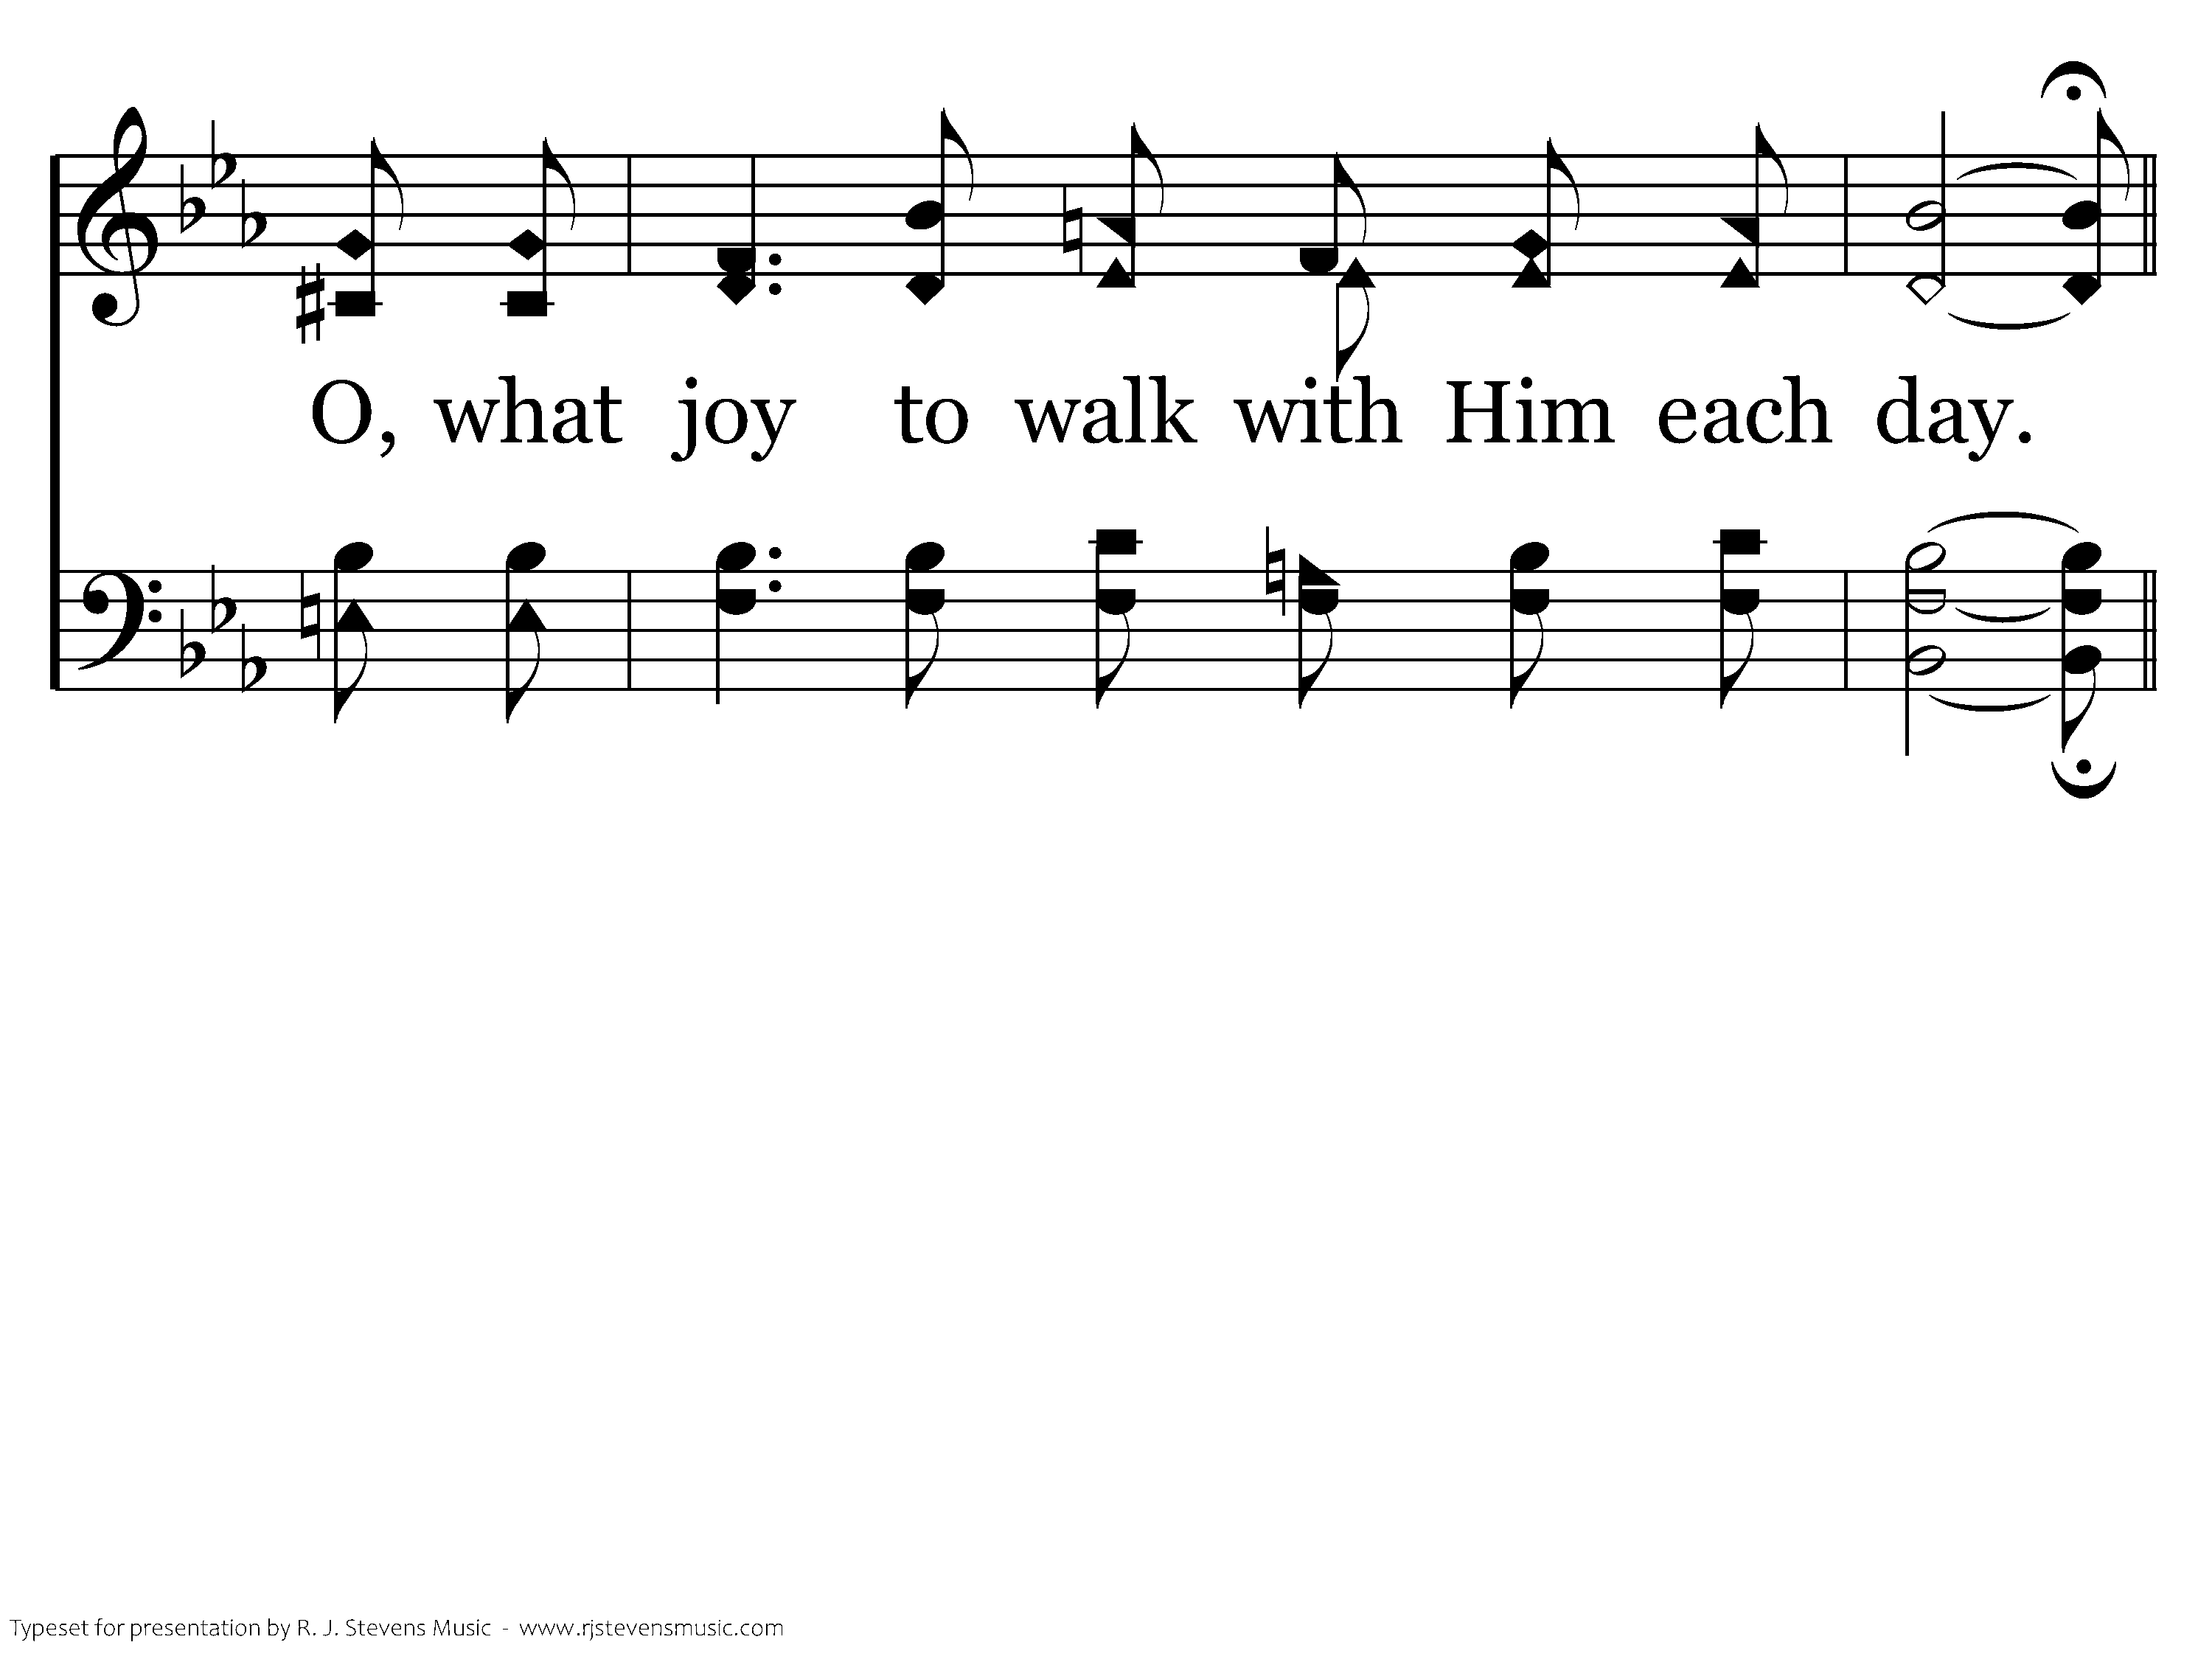 O, what joy to walk with Him each day.
Typeset for presentation by R. J. Stevens Music - www.rjstevensmusic.com